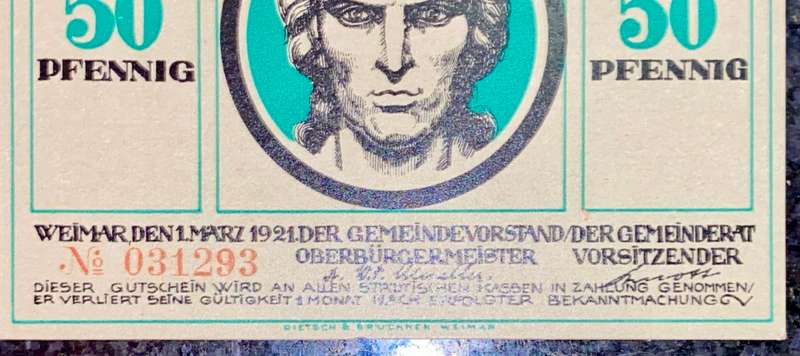 50 50
PFENNIG PFENNIG
WEIMAR, DEN 1. MÄRZ 1921. DER GEMEINDEVORSTAND/DER GEMEINDERAT
No 031293 OBERBÜRGERMEISTER VORSITZENDER
DIESER GUTSCHEIN WIRD AN ALLEN STÄDTISCHEN KASSEN IN ZAHLUNG GENOMMEN/
ER VERLIERT SEINE GÜLTIGKEIT 1 MONAT NACH ERFOLGTER BEKANNTMACHUNG
DIETSCH & BRÜCKNER WEIMAR